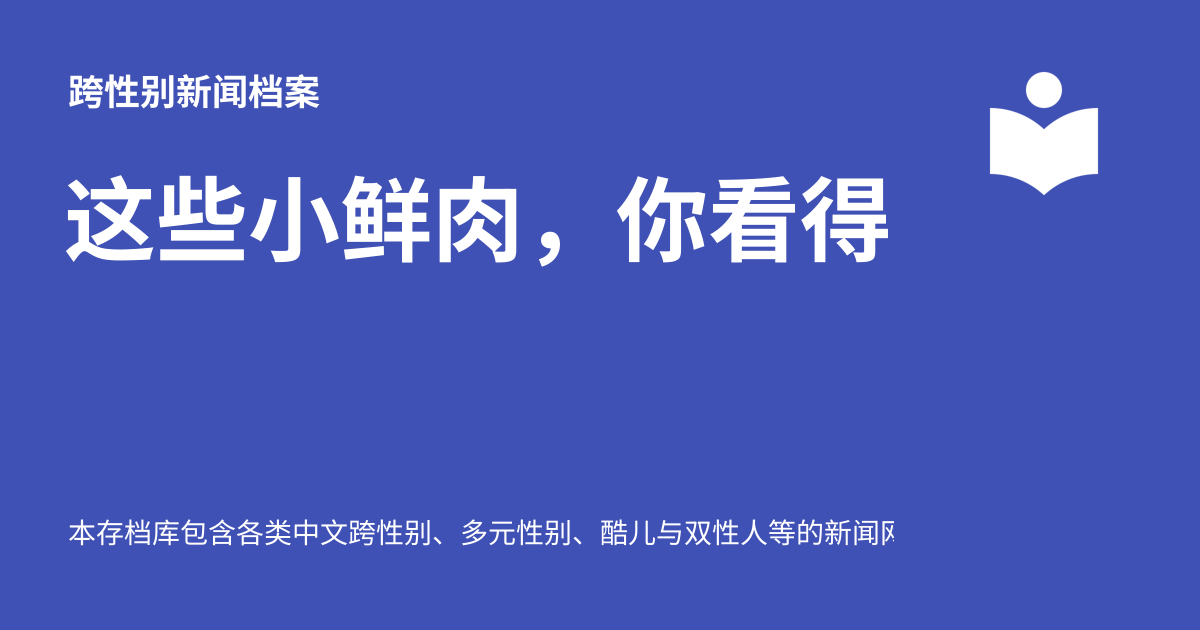 跨性别新闻档案
这些小鲜肉，你看得
本存档库包含各类中文跨性别、多元性别、酷儿与双性人等的新闻网